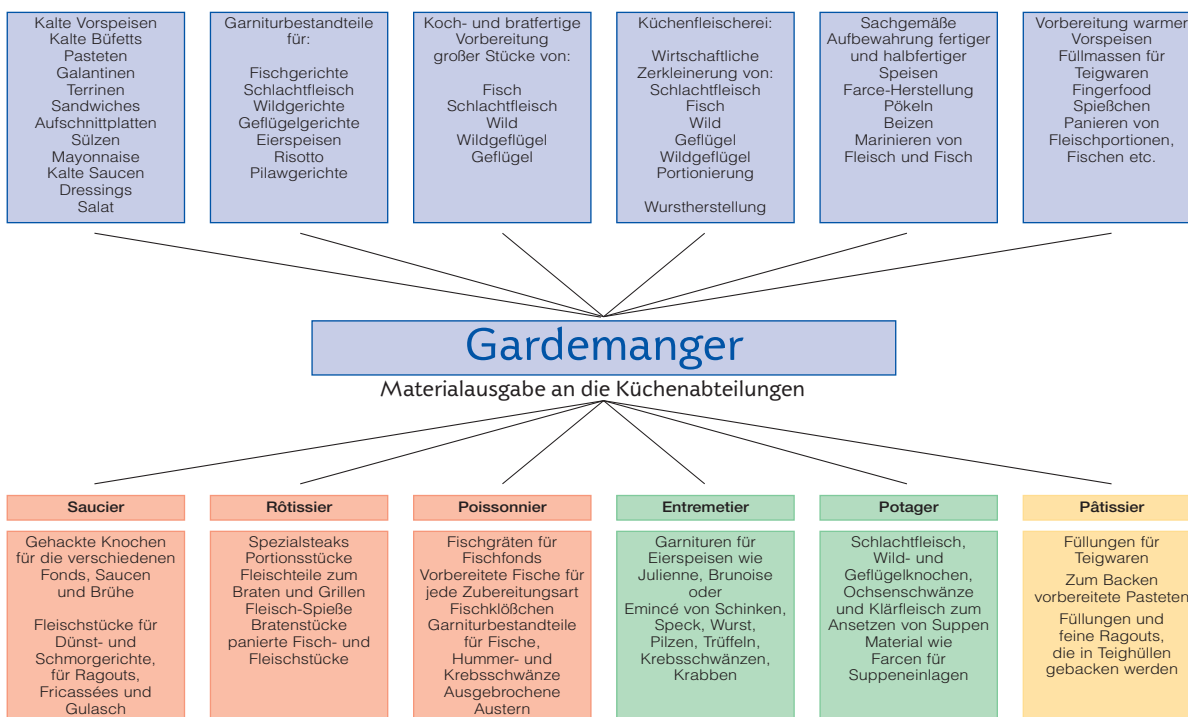 Kalte Vorspeisen
Kalte Büfetts
Pasteten
Galantinen
Terrinen
Sandwiches
Aufschnittplatten
Sülzen
Mayonnaise
Kalte Saucen
Dressings
Salat
Garniturbestandteile
für:
Fischgerichte
Schlachtfleisch
Wildgerichte
Geflügelgerichte
Eierspeisen
Risotto
Pilawgerichte
Koch- und bratfertige
Vorbereitung
großer Stücke von:
Fisch
Schlachtfleisch
Wild
Wildgeflügel
Geflügel
Küchenfleischerei:
Wirtschaftliche
Zerkleinerung von:
Schlachtfleisch
Fisch
Wild
Geflügel
Wildgeflügel
Portionierung
Wurstherstellung
Sachgemäße
Aufbewahrung fertiger
und halbfertiger
Speisen
Farce-Herstellung
Pökeln
Beizen
Marinieren von
Fleisch und Fisch
Vorbereitung warmer
Vorspeisen
Füllmassen für
Teigwaren
Fingerfood
Spießchen
Panieren von
Fleischportionen,
Fischen etc.
Gardemanger
Materialausgabe an die Küchenabteilungen
Saucier
Gehackte Knochen
für die verschiedenen
Fonds, Saucen
und Brühe
Fleischstücke für
Dünst- und
Schmorgerichte,
für Ragouts,
Fricassées und
Gulasch
Rôtissier
Spezialsteaks
Portionsstücke
Fleischteile zum
Braten und Grillen
Fleisch-Spieße
Bratenstücke
panierte Fisch- und
Fleischstücke
Poissonnier
Fischgräten für
Fischfonds
Vorbereitete Fische für
jede Zubereitungsart
Fischklößchen
Garniturbestandteile
für Fische,
Hummer- und
Krebsschwänze
Ausgebrochene
Austern
Entremetier
Garnituren für
Eierspeisen wie
Julienne, Brunoise
oder
Emincé von Schinken,
Speck, Wurst,
Pilzen, Trüffeln,
Krebsschwänzen,
Krabben
Potager
Schlachtfleisch,
Wild- und
Geflügelknochen,
Ochsenschwänze
und Klärfleisch zum
Ansetzen von Suppen
Material wie
Farcen für
Suppeneinlagen
Pâtissier
Füllungen für
Teigwaren
Zum Backen
vorbereitete Pasteten
Füllungen und
feine Ragouts,
die in Teighüllen
gebacken werden